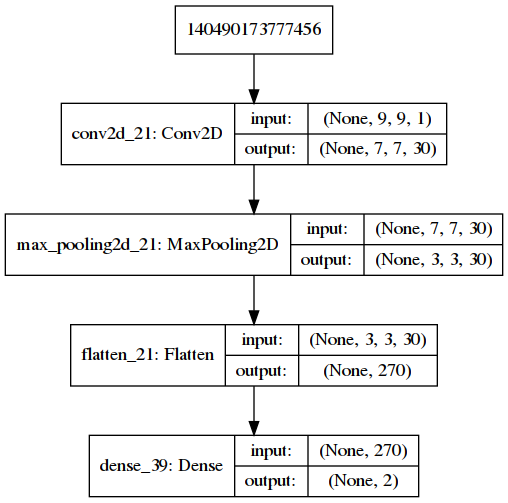 140490173777456
conv2d_21: Conv2D
input:
(None, 9, 9, 1)
output:
(None, 7, 7, 30)
max_pooling2d_21: MaxPooling2D
input:
(None, 7, 7, 30)
output:
(None, 3, 3, 30)
flatten_21: Flatten
input:
(None, 3, 3, 30)
output:
(None, 270)
dense_39: Dense
input:
(None, 270)
output:
(None, 2)